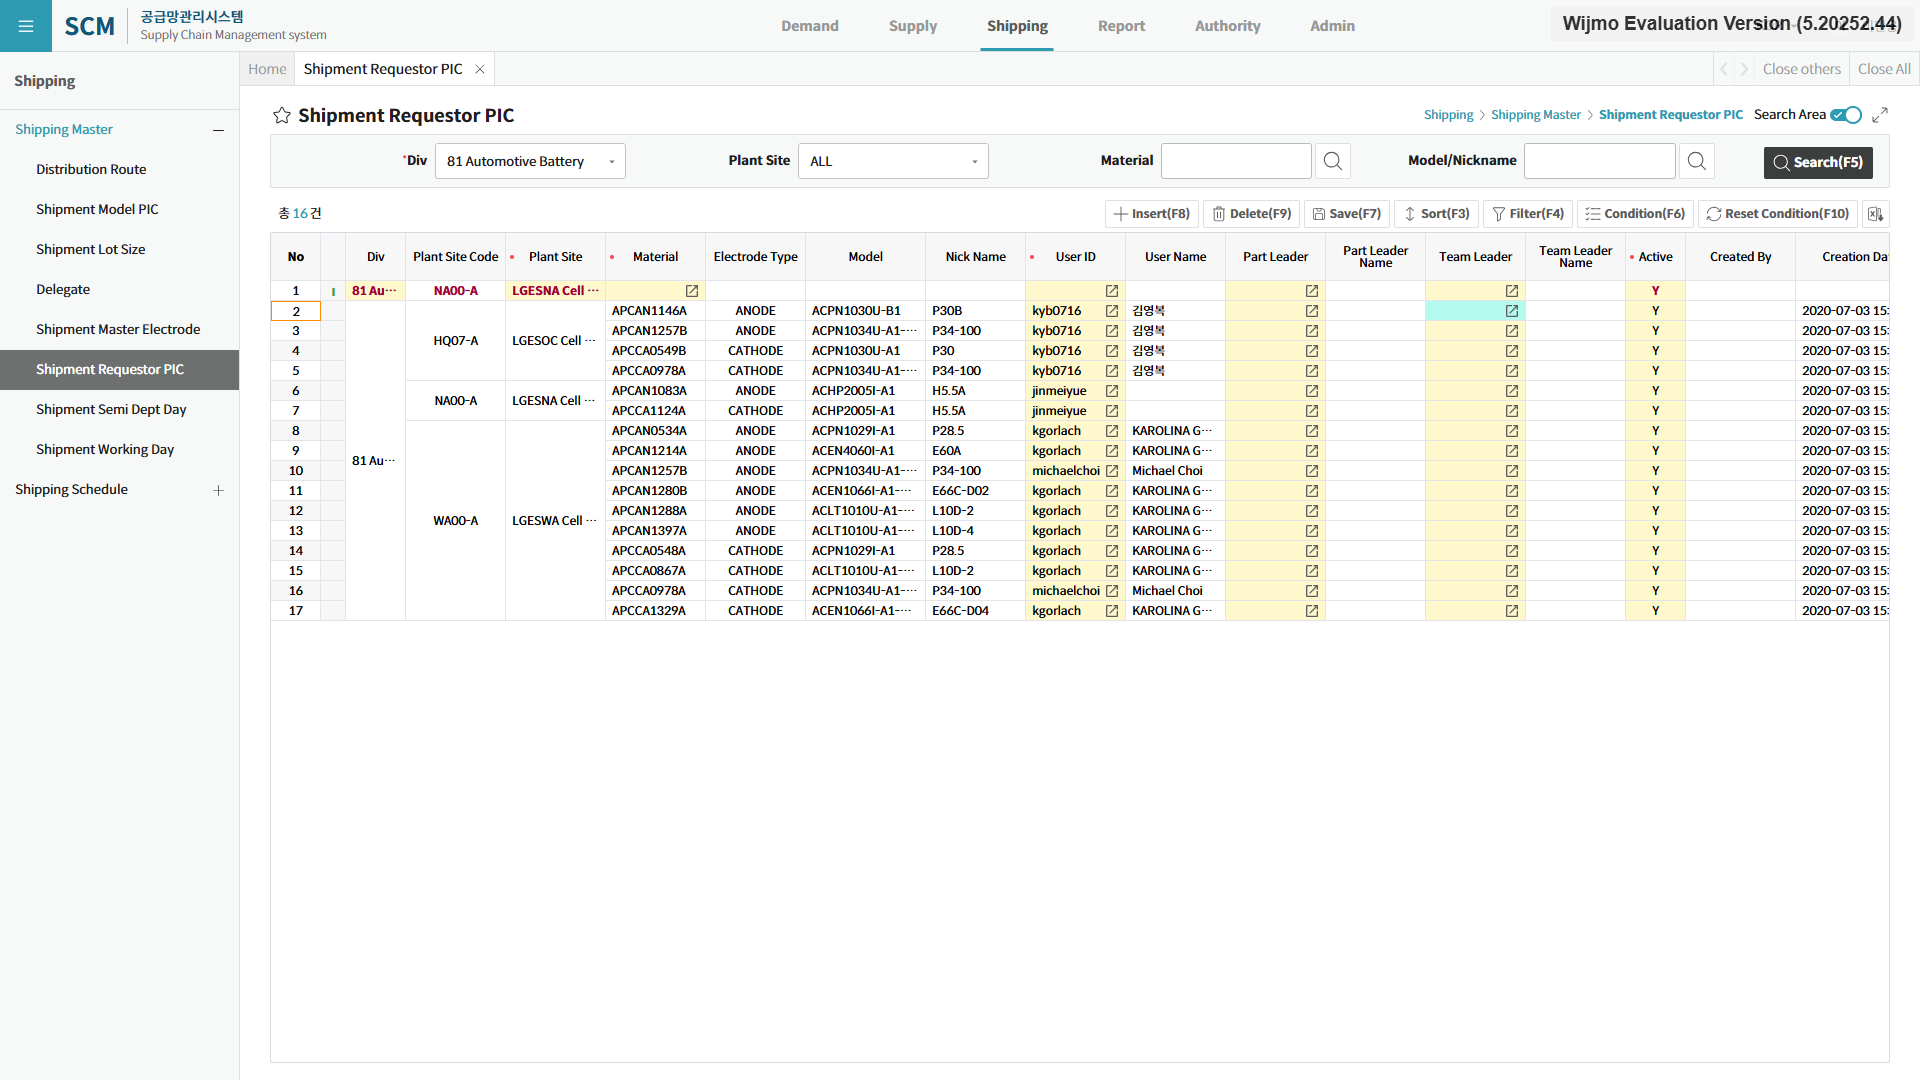 SCM 공급망관리시스템
Supply Chain Management system
Demand Supply Shipping Report Authority Admin
Wijmo Evaluation Version (5.20252.44)
Shipping
Home Shipment Requestor PIC
Close others Close All
Shipping Master
Distribution Route
Shipment Model PIC
Shipment Lot Size
Delegate
Shipment Master Electrode
Shipment Requestor PIC
Shipment Semi Dept Day
Shipment Working Day
Shipping Schedule
Shipment Requestor PIC
Shipping > Shipping Master > Shipment Requestor PIC Search Area
*Div 81 Automotive Battery Plant Site ALL Material Model/Nickname Search(F5)
총 16 건
Insert(F8) Delete(F9) Save(F7) Sort(F3) Filter(F4) Condition(F6) Reset Condition(F10)
No Div Plant Site Code Plant Site Material Electrode Type Model Nick Name User ID User Name Part Leader Part Leader Name Team Leader Team Leader Name Active Created By Creation Da
1 I 81 Au··· NA00-A LGESNA Cell ··· Y
2 APCAN1146A ANODE ACPN1030U-B1 P30B kyb0716 김영복 Y 2020-07-03 15:
3 APCAN1257B ANODE ACPN1034U-A1-··· P34-100 kyb0716 김영복 Y 2020-07-03 15:
HQ07-A LGESOC Cell ···
4 APCCA0549B CATHODE ACPN1030U-A1 P30 kyb0716 김영복 Y 2020-07-03 15:
5 APCCA0978A CATHODE ACPN1034U-A1-··· P34-100 kyb0716 김영복 Y 2020-07-03 15:
6 APCAN1083A ANODE ACHP2005I-A1 H5.5A jinmeiyue Y 2020-07-03 15:
NA00-A LGESNA Cell ···
7 APCCA1124A CATHODE ACHP2005I-A1 H5.5A jinmeiyue Y 2020-07-03 15:
8 APCAN0534A ANODE ACPN1029I-A1 P28.5 kgorlach KAROLINA G··· Y 2020-07-03 15:
9 APCAN1214A ANODE ACEN4060I-A1 E60A kgorlach KAROLINA G··· Y 2020-07-03 15:
81 Au···
10 APCAN1257B ANODE ACPN1034U-A1-··· P34-100 michaelchoi Michael Choi Y 2020-07-03 15:
11 APCAN1280B ANODE ACEN1066I-A1-··· E66C-D02 kgorlach KAROLINA G··· Y 2020-07-03 15:
12 APCAN1288A ANODE ACLT1010U-A1-··· L10D-2 kgorlach KAROLINA G··· Y 2020-07-03 15:
WA00-A LGESWA Cell ···
13 APCAN1397A ANODE ACLT1010U-A1-··· L10D-4 kgorlach KAROLINA G··· Y 2020-07-03 15:
14 APCCA0548A CATHODE ACPN1029I-A1 P28.5 kgorlach KAROLINA G··· Y 2020-07-03 15:
15 APCCA0867A CATHODE ACLT1010U-A1-··· L10D-2 kgorlach KAROLINA G··· Y 2020-07-03 15:
16 APCCA0978A CATHODE ACPN1034U-A1-··· P34-100 michaelchoi Michael Choi Y 2020-07-03 15:
17 APCCA1329A CATHODE ACEN1066I-A1-··· E66C-D04 kgorlach KAROLINA G··· Y 2020-07-03 15: